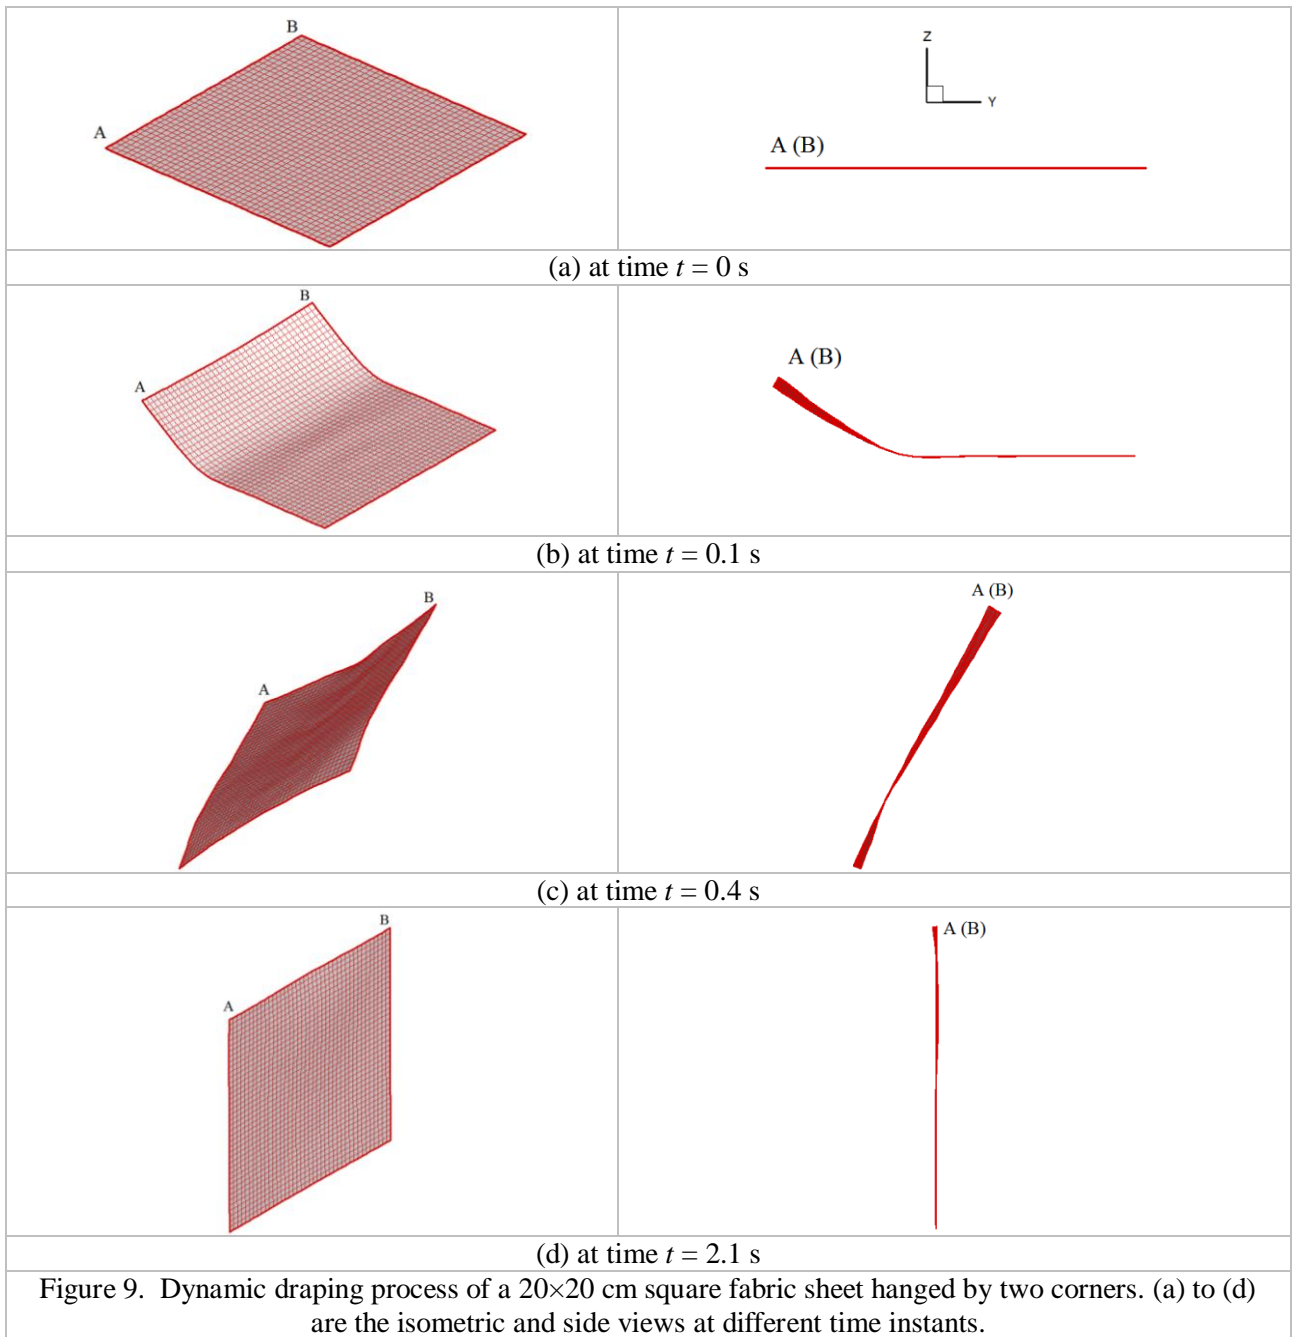 B
A
Z
Y
A (B)
(a) at time t = 0 s
B
A
A (B)
(b) at time t = 0.1 s
B
A
A (B)
(c) at time t = 0.4 s
B
A
A (B)
(d) at time t = 2.1 s
Figure 9.  Dynamic draping process of a 20×20 cm square fabric sheet hanged by two corners. (a) to (d)
are the isometric and side views at different time instants.